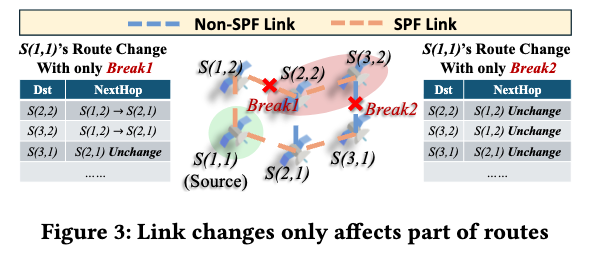 Non-SPF Link SPF Link
S(1,1)'s Route Change
With only Break1
Dst NextHop
S(2,2) S(1,2) → S(2,1)
S(3,2) S(1,2) → S(2,1)
S(3,1) S(2,1) Unchange
……
S(1,2)
S(2,2)
S(3,2)
Break1
Break2
S(1,1)
(Source)
S(2,1)
S(3,1)
S(1,1)'s Route Change
With only Break2
Dst NextHop
S(2,2) S(1,2) Unchange
S(3,2) S(1,2) Unchange
S(3,1) S(2,1) Unchange
……
Figure 3: Link changes only affects part of routes